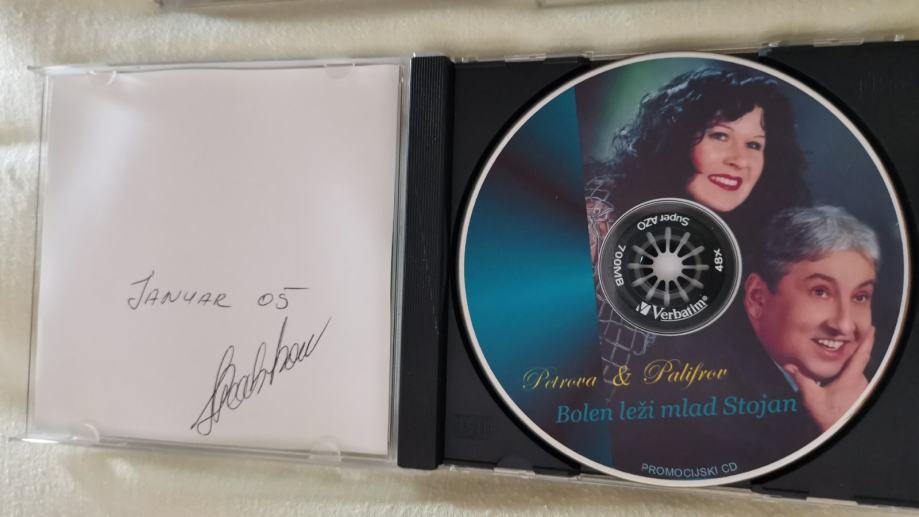 JANUAR 05
Super AZO
700MB
48X
Verbatim®
Petrova & Palifrov
Bolen leži mlad Stojan
PROMOCIJSKI CD